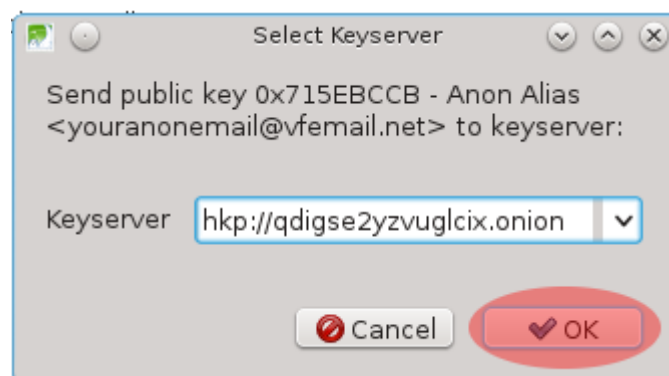 Select Keyserver
Send public key 0x715EBCCB - Anon Alias
<youranonemail@vfemail.net> to keyserver:
Keyserver hkp://qdigse2yzvuglcix.onion
Cancel OK